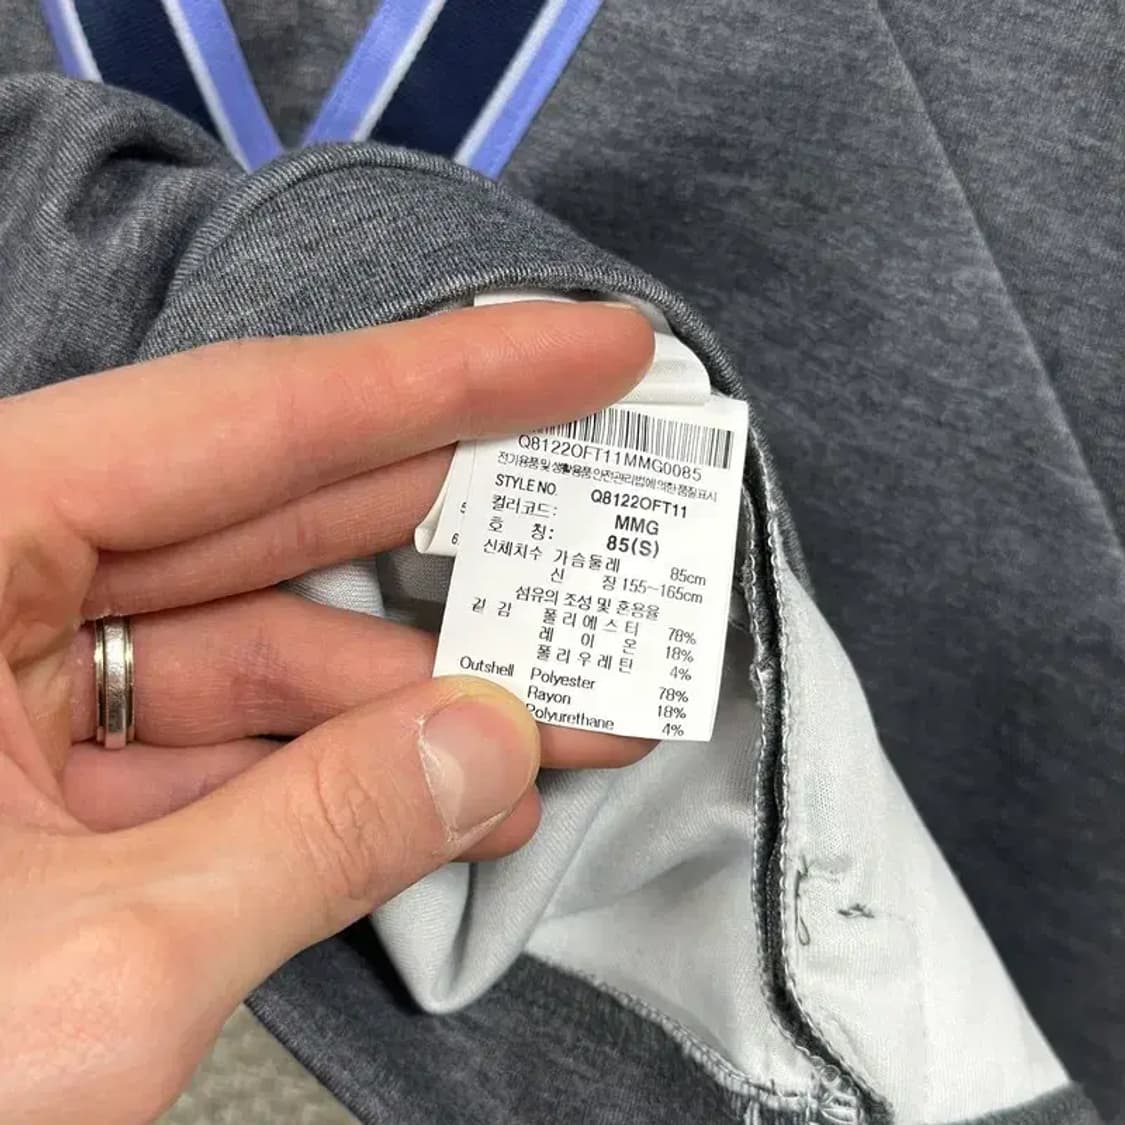 Q8122OFT11MMG0085
전기용품및생활용품안전관리법에의한품질표시
STYLE NO. Q8122OFT11
컬러코드: MMG
호 칭: 85(S)
신체치수 가슴둘레 85cm
신 장 155~165cm
섬유의 조성 및 혼용율
겉 감 폴리에스터 78%
레 이 온 18%
폴리우레탄 4%
Outshell Polyester 78%
Rayon 18%
Polyurethane 4%